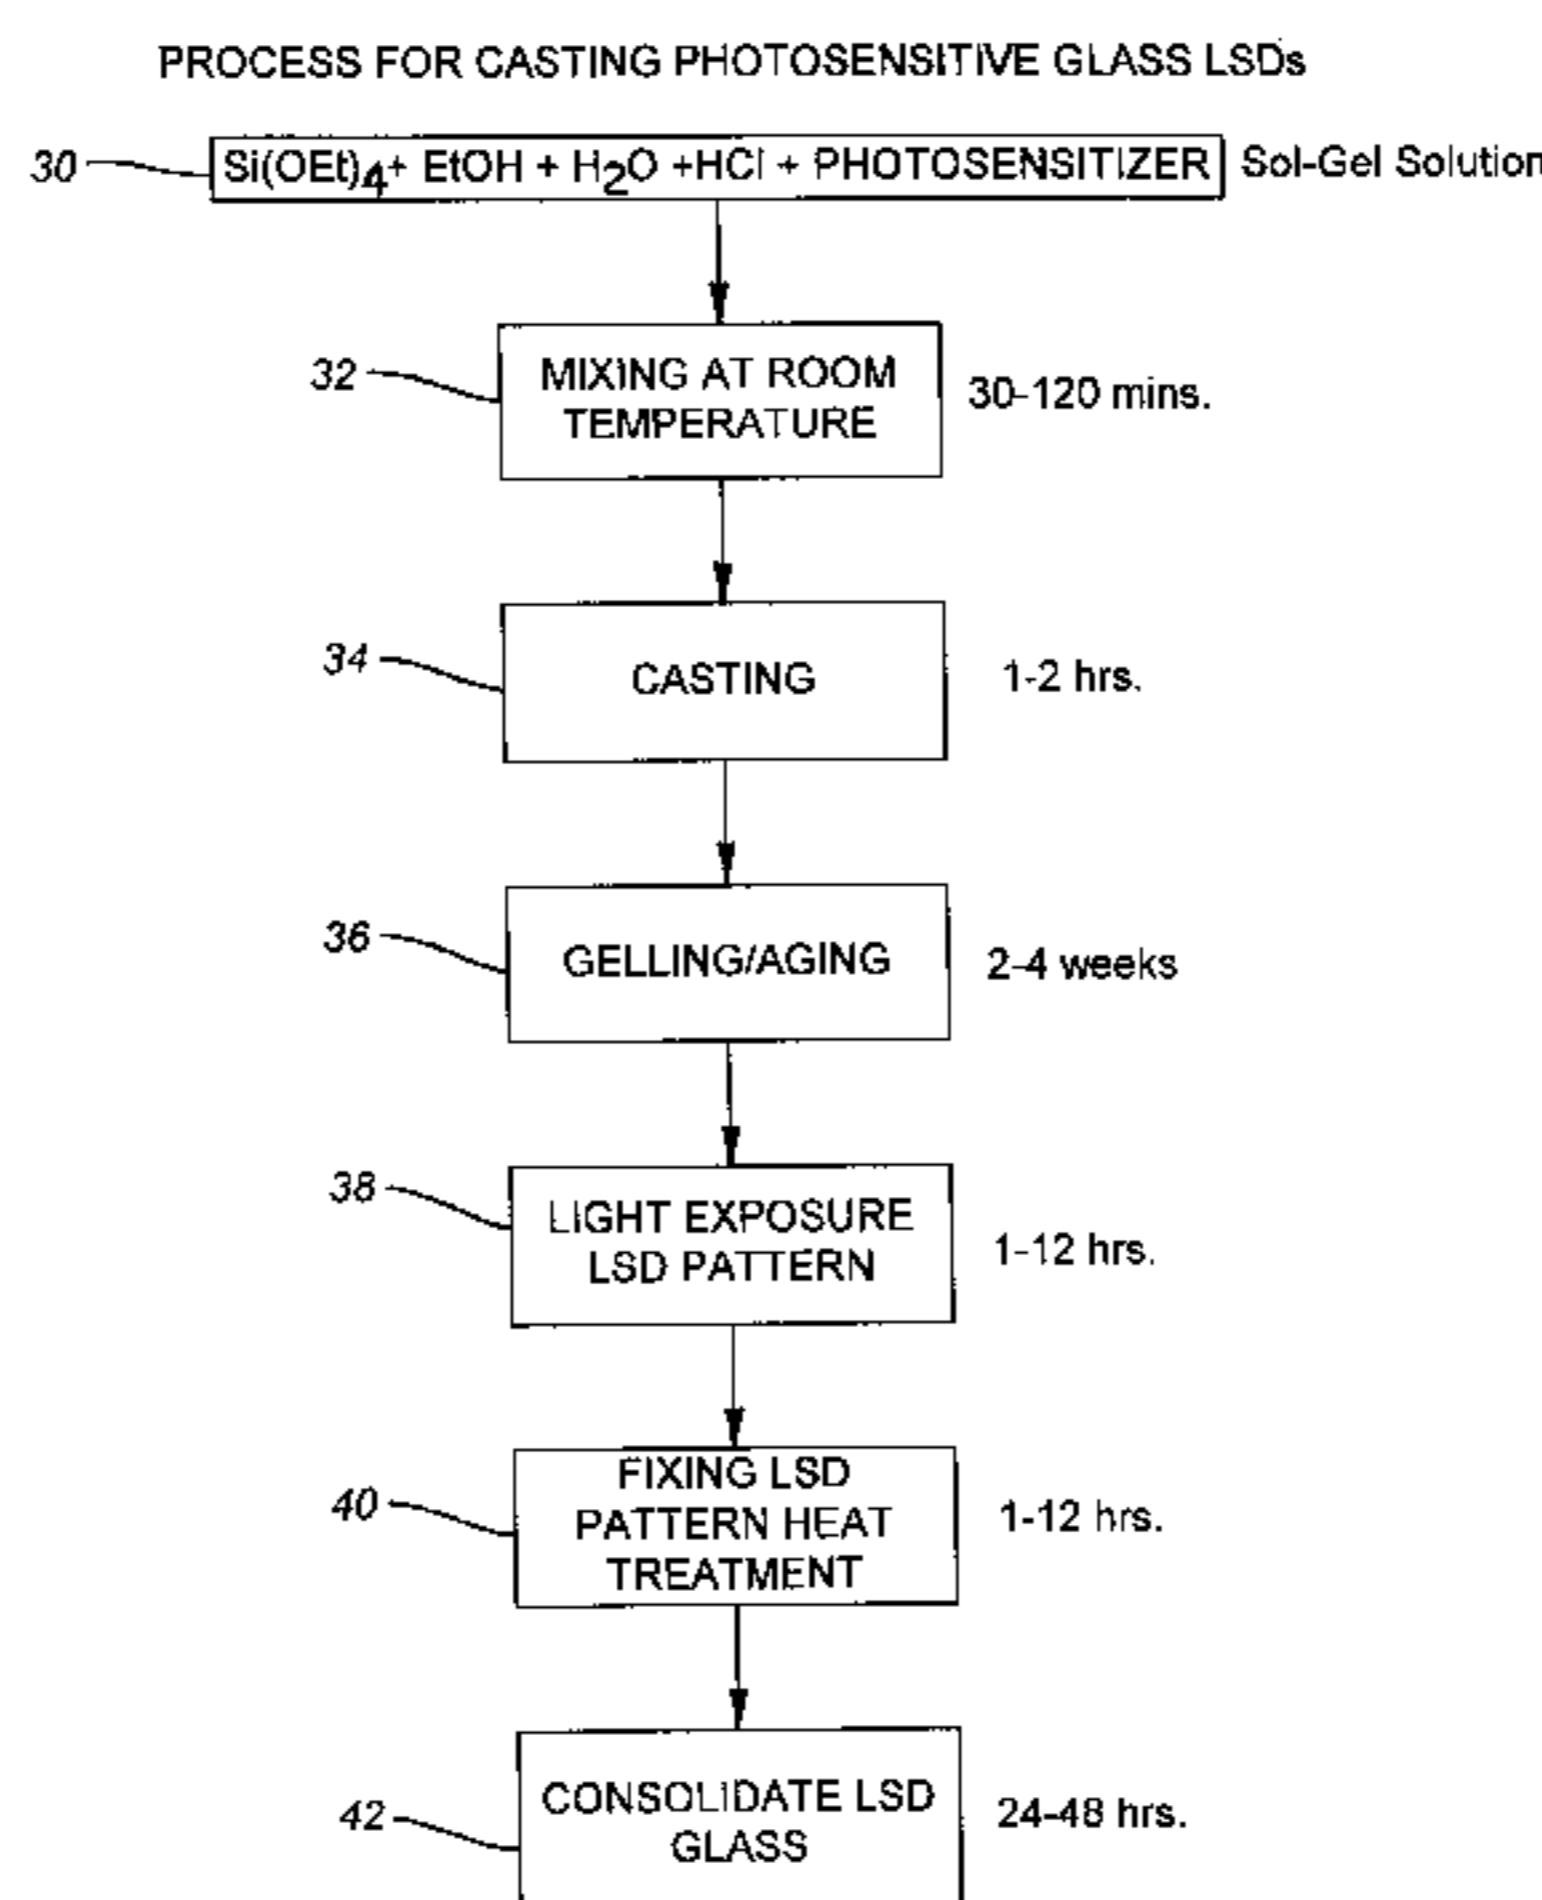 PROCESS FOR CASTING PHOTOSENSITIVE GLASS LSDs
30 Si(OEt)4+ EtOH + H2O +HCl + PHOTOSENSITIZER Sol-Gel Solution
32 MIXING AT ROOM
TEMPERATURE
30-120 mins.
34 CASTING 1-2 hrs.
36 GELLING/AGING 2-4 weeks
38 LIGHT EXPOSURE
LSD PATTERN
1-12 hrs.
FIXING LSD
40 PATTERN HEAT 1-12 hrs.
TREATMENT
42 CONSOLIDATE LSD 24-48 hrs.
GLASS